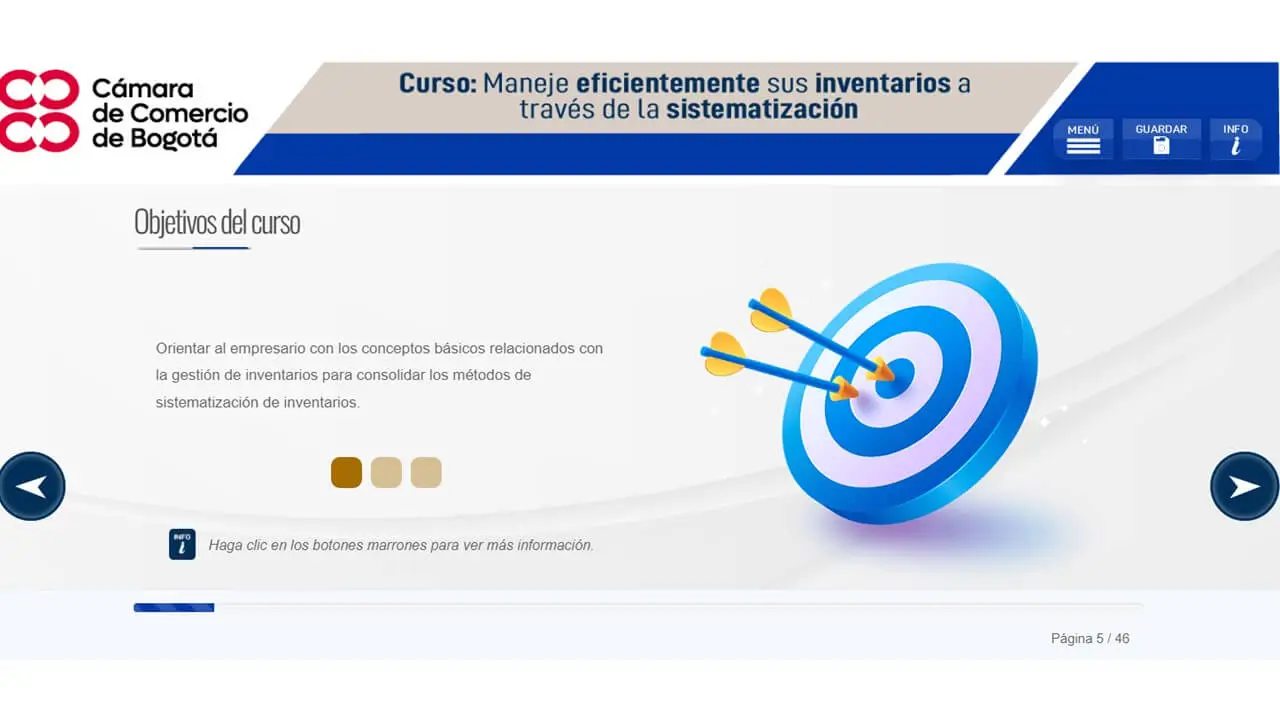 Cámara
de Comercio
de Bogotá
Curso: Maneje eficientemente sus inventarios a
través de la sistematización
MENÚ
GUARDAR
INFO
Objetivos del curso
Orientar al empresario con los conceptos básicos relacionados con
la gestión de inventarios para consolidar los métodos de
sistematización de inventarios.
INFO
Haga clic en los botones marrones para ver más información.
Página 5 / 46